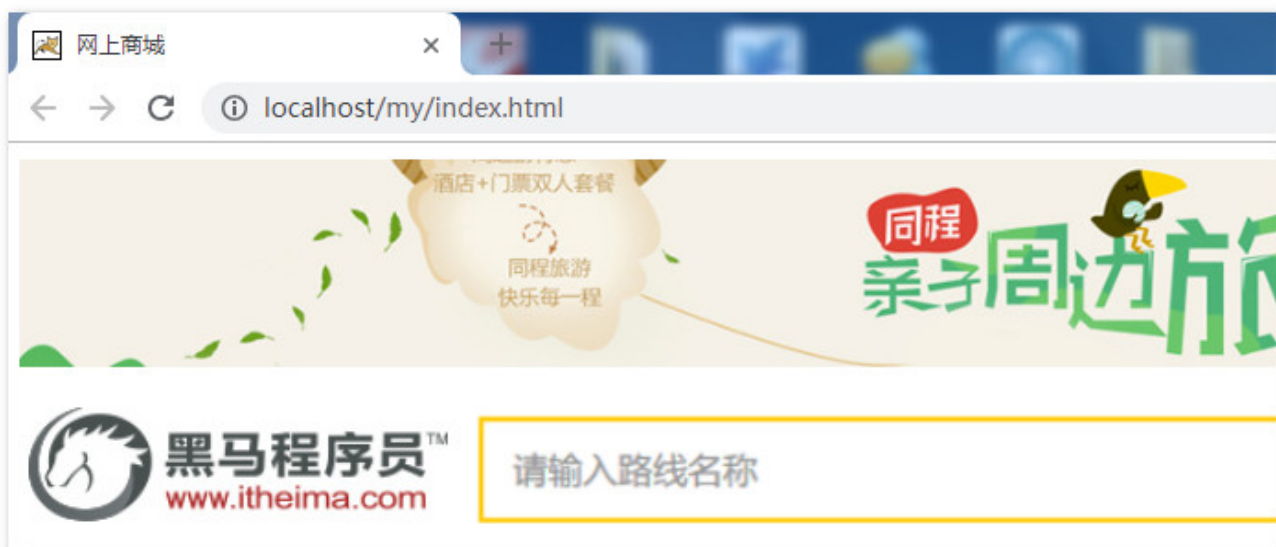 网上商城
localhost/my/index.html
酒店+门票双人套餐
同程旅游
快乐每一程
同程
亲子周边旅
黑马程序员™
www.itheima.com
请输入路线名称